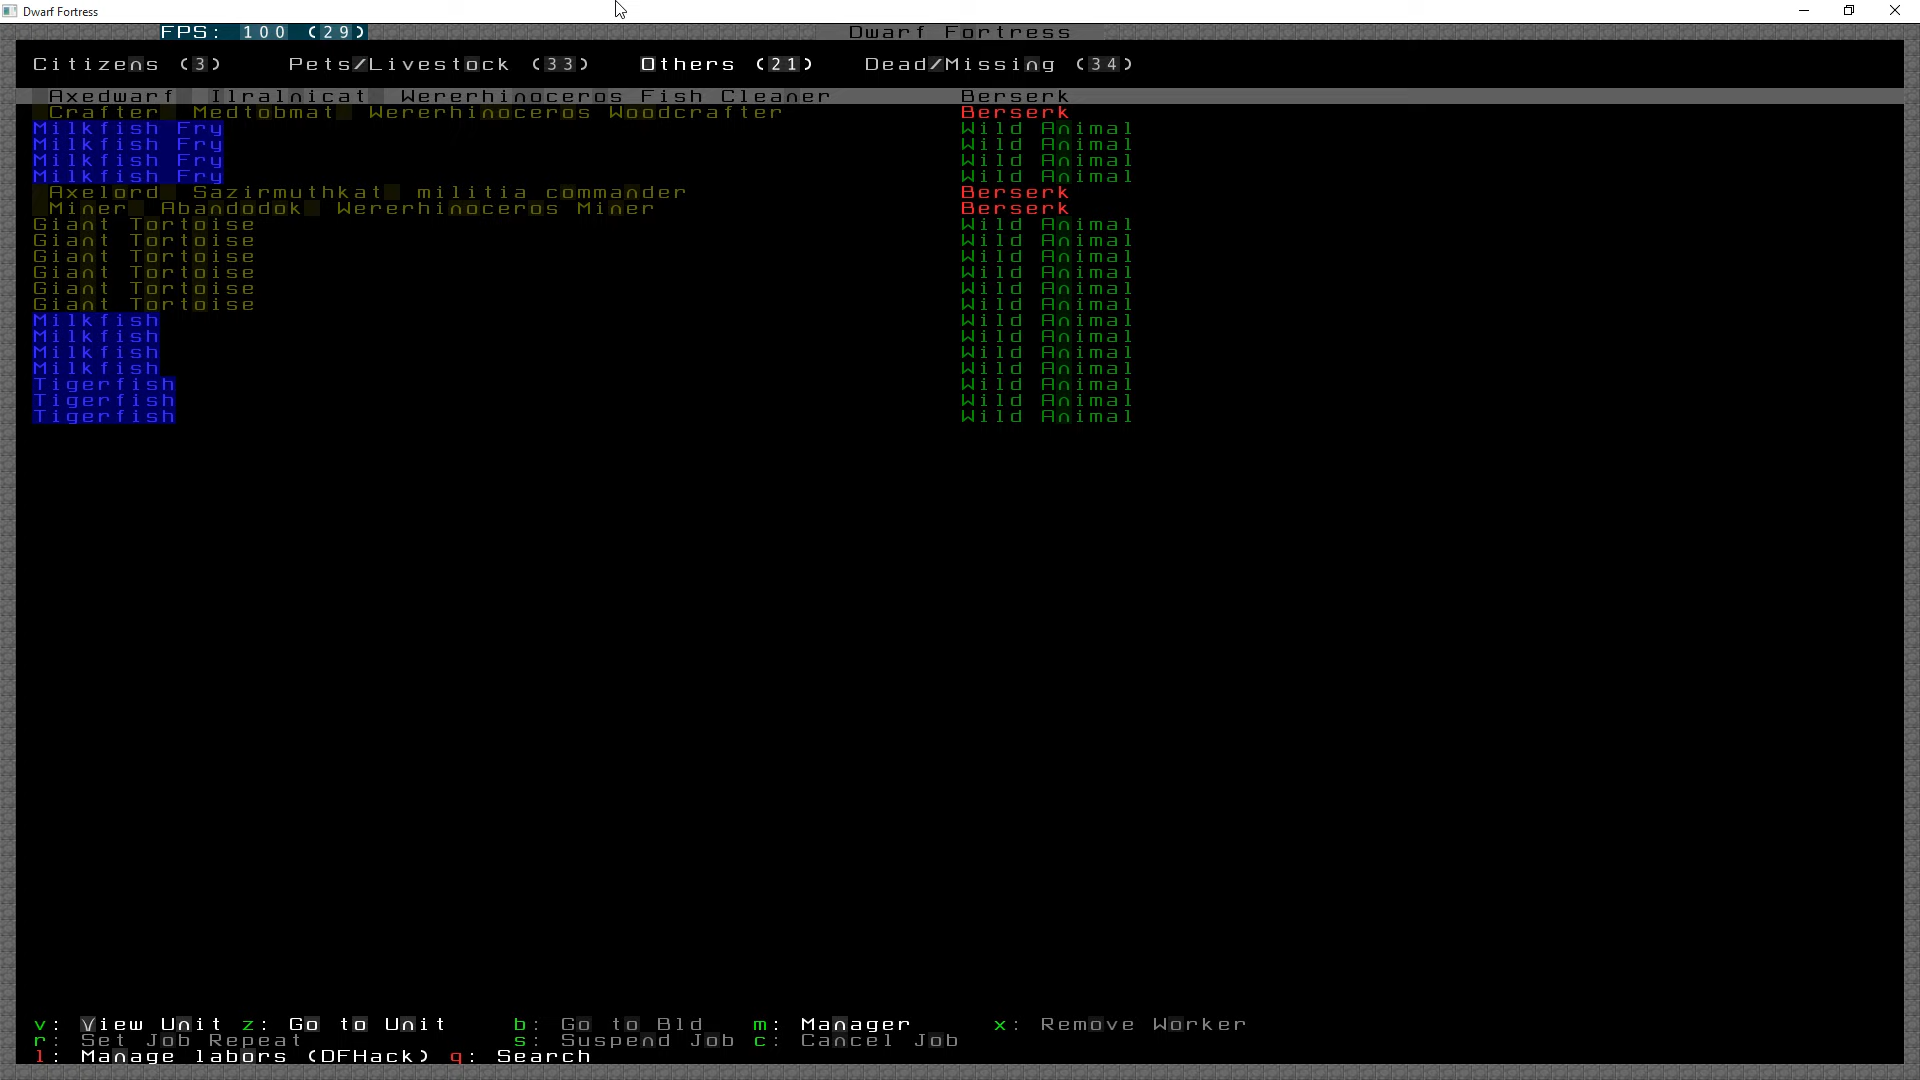 Dwarf Fortress
FPS: 100 (29) Dwarf Fortress
Citizens (3) Pets/Livestock (33) Others (21) Dead/Missing (34)
Axedwarf Ilralnicat Wererhinoceros Fish Cleaner Berserk
Crafter Medtobmat Wererhinoceros Woodcrafter Berserk
Milkfish Fry Wild Animal
Milkfish Fry Wild Animal
Milkfish Fry Wild Animal
Milkfish Fry Wild Animal
Axelord Sazirmuthkat militia commander Berserk
Miner Abandodok Wererhinoceros Miner Berserk
Giant Tortoise Wild Animal
Giant Tortoise Wild Animal
Giant Tortoise Wild Animal
Giant Tortoise Wild Animal
Giant Tortoise Wild Animal
Giant Tortoise Wild Animal
Milkfish Wild Animal
Milkfish Wild Animal
Milkfish Wild Animal
Milkfish Wild Animal
Tigerfish Wild Animal
Tigerfish Wild Animal
Tigerfish Wild Animal
v: View Unit z: Go to Unit b: Go to Bld m: Manager x: Remove Worker
r: Set Job Repeat s: Suspend Job c: Cancel Job
l: Manage labors (DFHack) q: Search